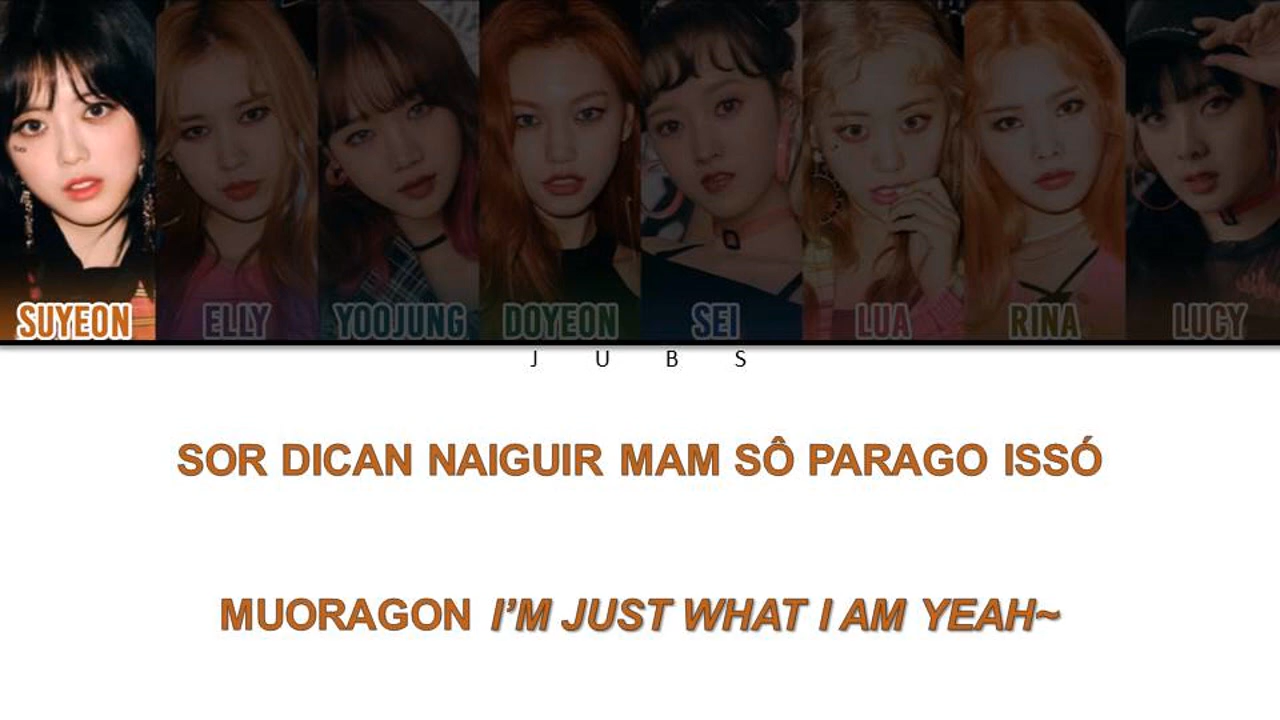 SUYEON ELLY YOOJUNG DOYEON SEI LUA RINA LUCY
J U B S
SOR DICAN NAIGUIR MAM SÔ PARAGO ISSÓ
MUORAGON I'M JUST WHAT I AM YEAH~